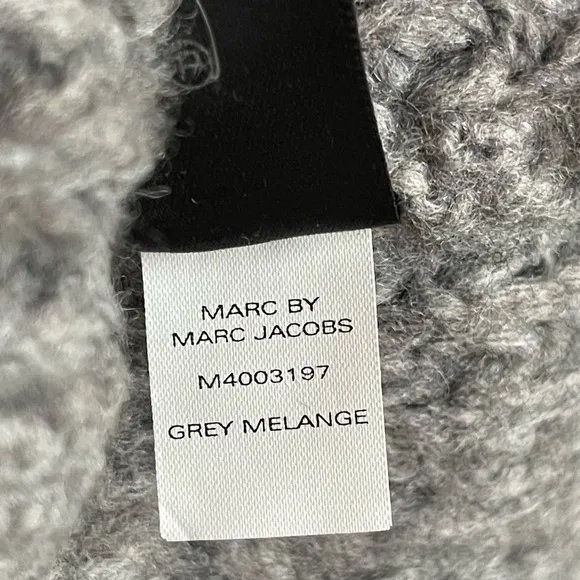 MARC BY
MARC JACOBS
M4003197
GREY MELANGE